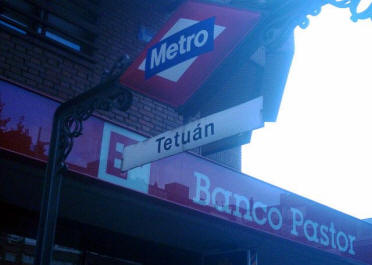 Metro
Tetuán
Banco Pastor